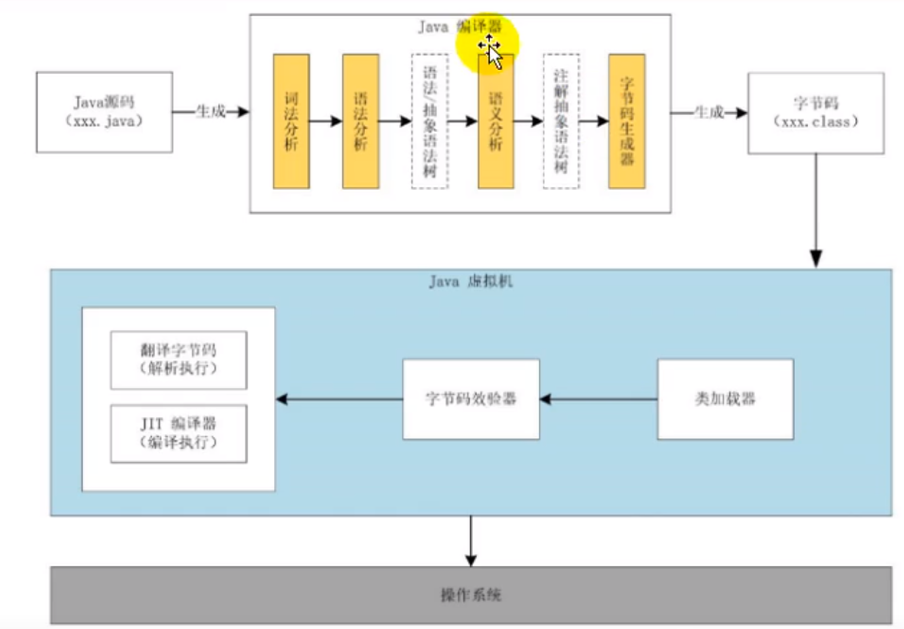 Java 编译器
Java源码
（xxx.java）
生成
词法分析
语法分析
语法/抽象语法树
语义分析
注解抽象语法树
字节码生成器
生成
字节码
（xxx.class）
Java 虚拟机
翻译字节码
（解析执行）
JIT 编译器
（编译执行）
字节码效验器
类加载器
操作系统